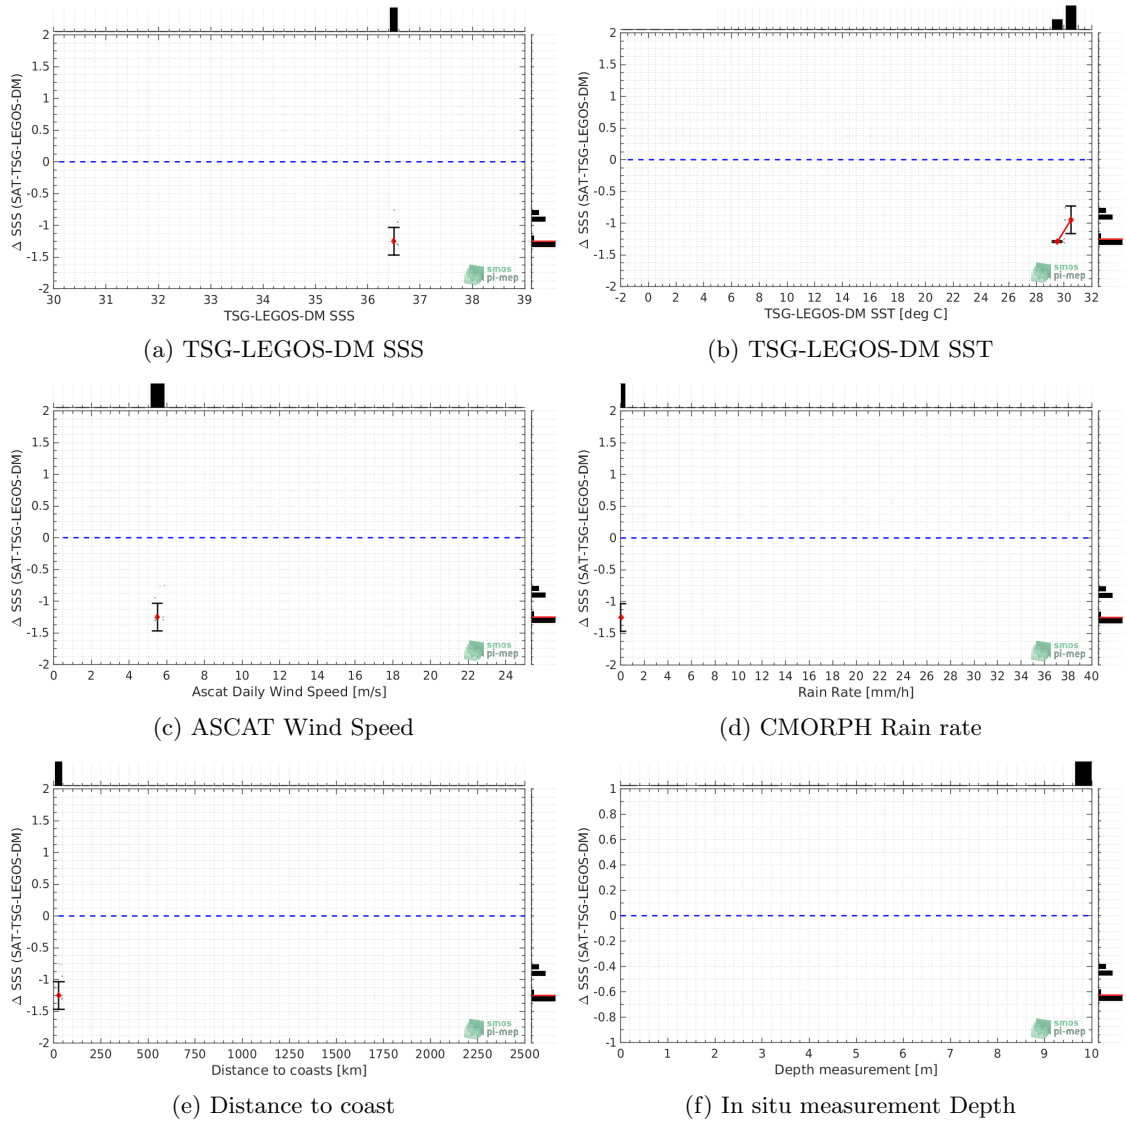 2
1.5
1
0.5
0
-0.5
-1
-1.5
-2
Δ SSS (SAT-TSG-LEGOS-DM)
30 31 32 33 34 35 36 37 38 39
TSG-LEGOS-DM SSS
smos
pi-mep
(a) TSG-LEGOS-DM SSS
2
1.5
1
0.5
0
-0.5
-1
-1.5
-2
Δ SSS (SAT-TSG-LEGOS-DM)
-2 0 2 4 6 8 10 12 14 16 18 20 22 24 26 28 30 32
TSG-LEGOS-DM SST [deg C]
smos
pi-mep
(b) TSG-LEGOS-DM SST
2
1.5
1
0.5
0
-0.5
-1
-1.5
-2
Δ SSS (SAT-TSG-LEGOS-DM)
0 2 4 6 8 10 12 14 16 18 20 22 24
Ascat Daily Wind Speed [m/s]
smos
pi-mep
(c) ASCAT Wind Speed
2
1.5
1
0.5
0
-0.5
-1
-1.5
-2
Δ SSS (SAT-TSG-LEGOS-DM)
0 2 4 6 8 10 12 14 16 18 20 22 24 26 28 30 32 34 36 38 40
Rain Rate [mm/h]
smos
pi-mep
(d) CMORPH Rain rate
2
1.5
1
0.5
0
-0.5
-1
-1.5
-2
Δ SSS (SAT-TSG-LEGOS-DM)
0 250 500 750 1000 1250 1500 1750 2000 2250 2500
Distance to coasts [km]
smos
pi-mep
(e) Distance to coast
1
0.8
0.6
0.4
0.2
0
-0.2
-0.4
-0.6
-0.8
-1
Δ SSS (SAT-TSG-LEGOS-DM)
0 1 2 3 4 5 6 7 8 9 10
Depth measurement [m]
smos
pi-mep
(f) In situ measurement Depth